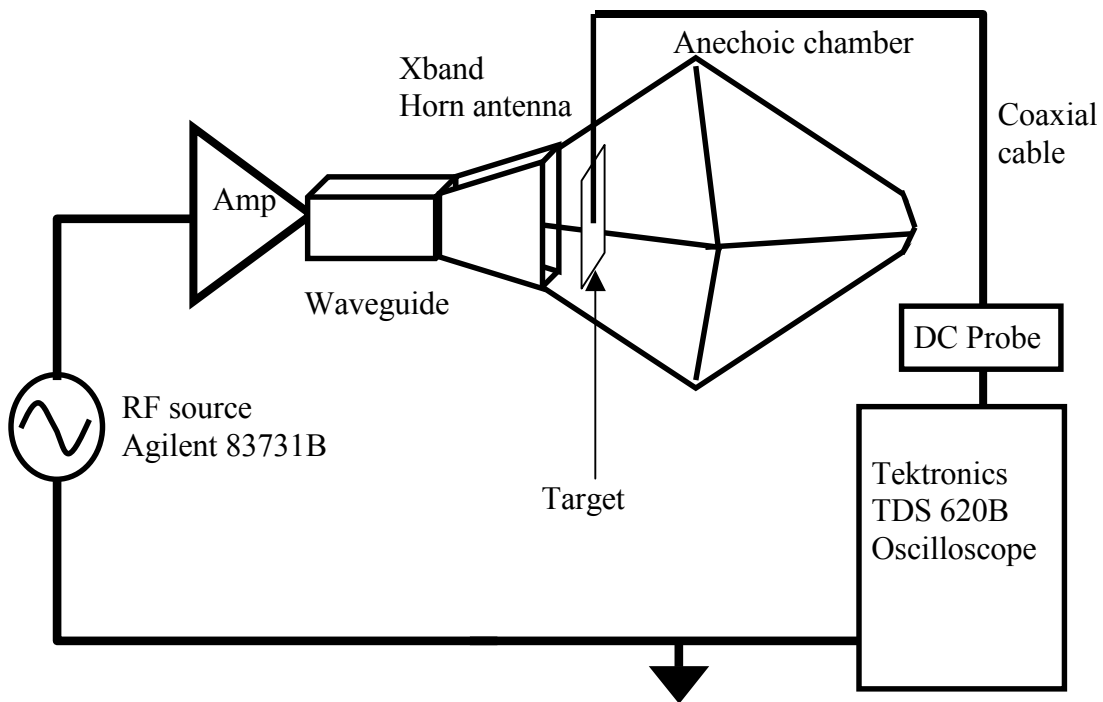 Anechoic chamber
Xband
Horn antenna
Coaxial
cable
Amp
Waveguide
DC Probe
RF source
Agilent 83731B
Tektronics
TDS 620B
Oscilloscope
Target